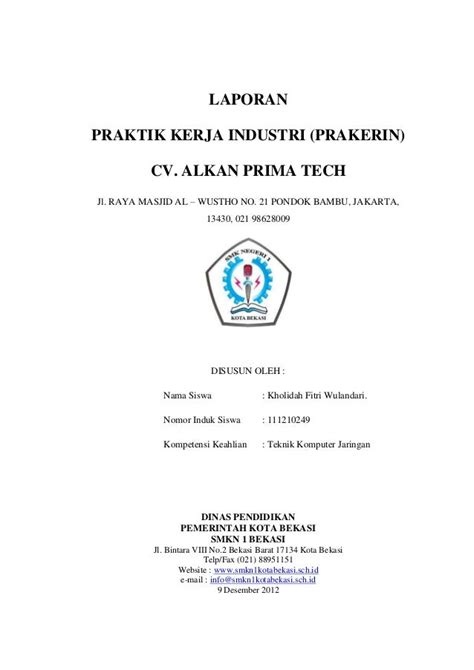 LAPORAN
PRAKTIK KERJA INDUSTRI (PRAKERIN)
CV. ALKAN PRIMA TECH
Jl. RAYA MASJID AL – WUSTHO NO. 21 PONDOK BAMBU, JAKARTA,
13430, 021 98628009
SMK NEGERI 1
KOTA BEKASI
DISUSUN OLEH :
Nama Siswa : Kholidah Fitri Wulandari.
Nomor Induk Siswa : 111210249
Kompetensi Keahlian : Teknik Komputer Jaringan
DINAS PENDIDIKAN
PEMERINTAH KOTA BEKASI
SMKN 1 BEKASI
Jl. Bintara VIII No.2 Bekasi Barat 17134 Kota Bekasi
Telp/Fax (021) 88951151
Website : www.smkn1kotabekasi.sch.id
e-mail : info@smkn1kotabekasi.sch.id
9 Desember 2012